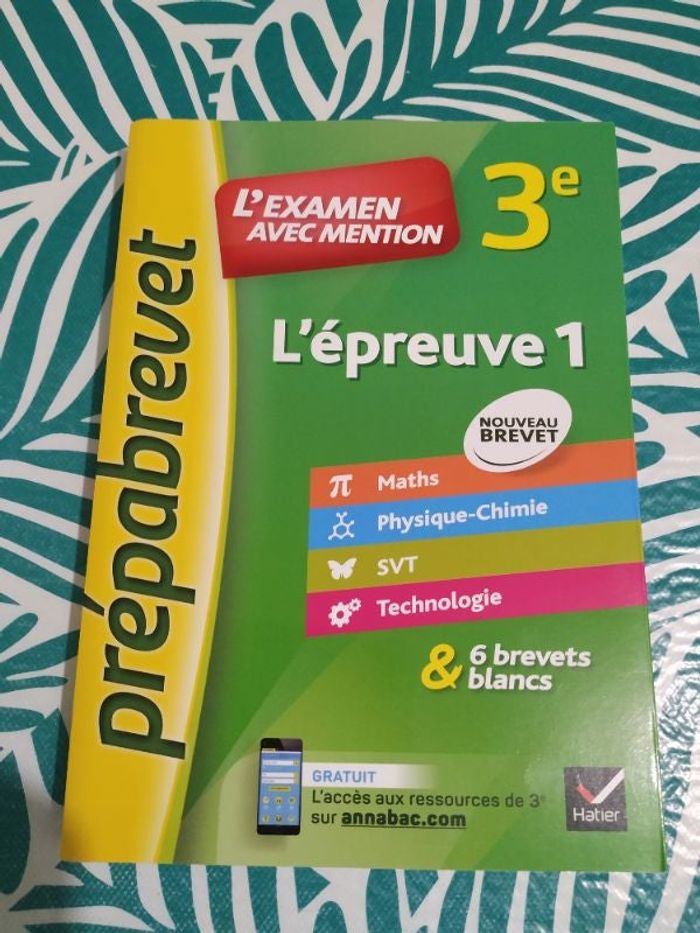 prépabrevet
L'EXAMEN
AVEC MENTION
3e
L'épreuve 1
NOUVEAU
BREVET
π Maths
Physique-Chimie
SVT
Technologie
& 6 brevets
blancs
GRATUIT
L'accès aux ressources de 3e
sur annabac.com
Hatier